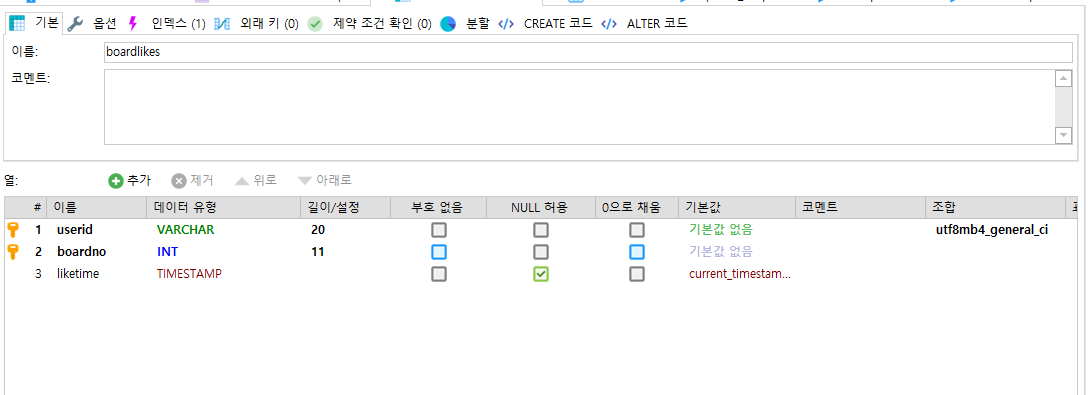 기본 옵션 인덱스 (1) 외래 키 (0) 제약 조건 확인 (0) 분할 CREATE 코드 ALTER 코드
이름: boardlikes
코멘트:
열: 추가 제거 위로 아래로
# 이름 데이터 유형 길이/설정 부호 없음 NULL 허용 0으로 채움 기본값 코멘트 조합
1 userid VARCHAR 20 기본값 없음 utf8mb4_general_ci
2 boardno INT 11 기본값 없음
3 liketime TIMESTAMP current_timestam...